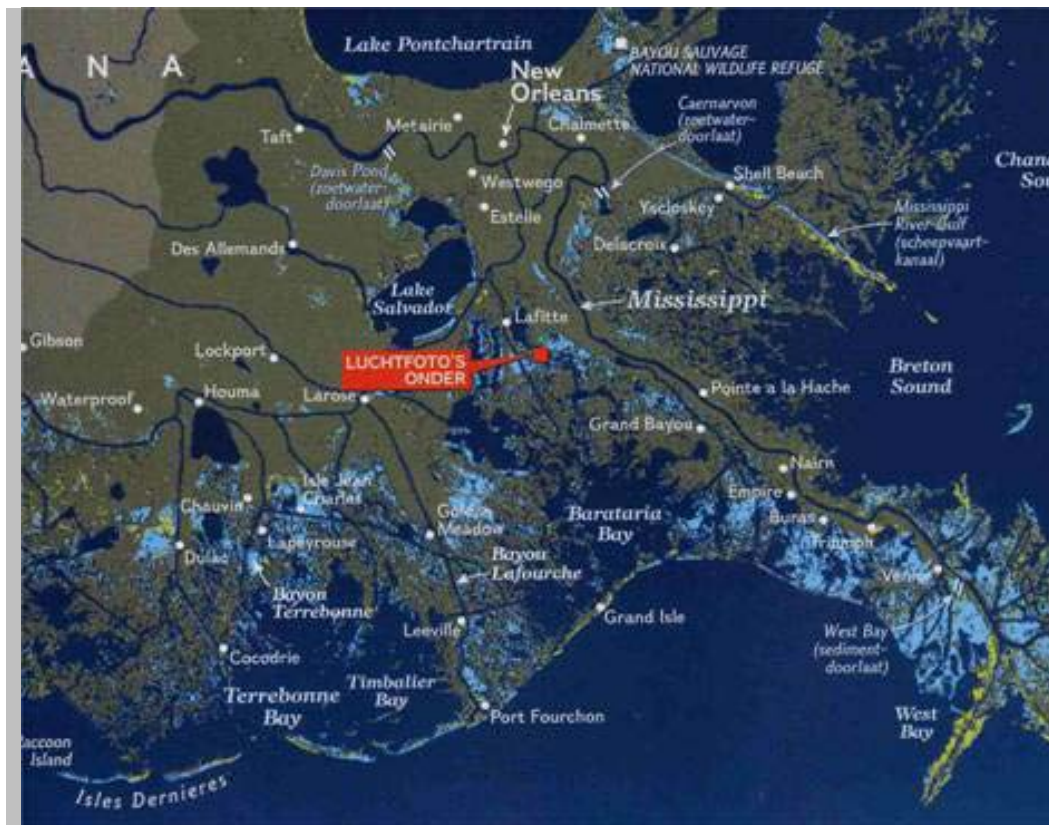 Lake Pontchartrain
BAYOU SAUVAGE
NATIONAL WILDLIFE REFUGE
A N A
New
Orleans
Caernarvon
(zoetwater-
doorlaat)
Taft
Metairie
Chalmette
Davis Pond
(zoetwater-
doorlaat)
Westwego
Shell Beach
Estelle
Yscloskey
Mississippi
River-Gulf
(scheepvaart-
kanaal)
Des Allemands
Delacroix
Lake
Salvador
Mississippi
Lafitte
Gibson
Lockport
LUCHTFOTO'S
ONDER
Breton
Sound
Waterproof
Houma
Larose
Pointe a la Hache
Grand Bayou
Nairn
Chauvin
Isle Jean
Charles
Empire
Golden
Meadow
Barataria
Bay
Buras
Triumph
Dulac
Lapeyrouse
Bayou
Lafourche
Venice
Bayou
Terrebonne
Grand Isle
Leeville
West Bay
(sediment-
doorlaat)
Cocodrie
Terrebonne
Bay
Timbalier
Bay
Port Fourchon
West
Bay
Island
Isles Dernieres